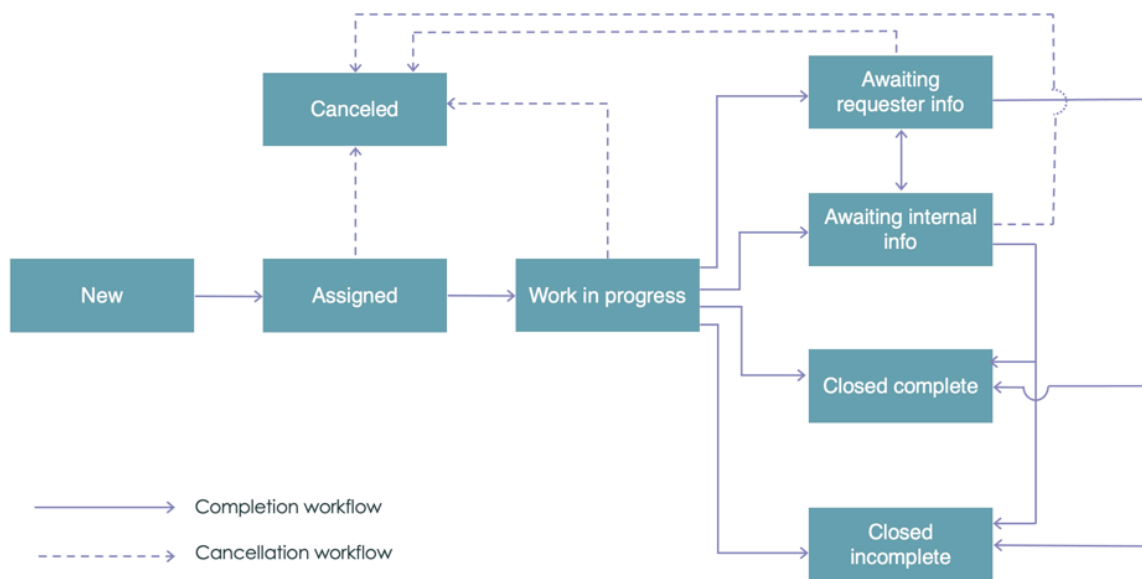 Canceled
Awaiting
requester info
Awaiting internal
info
New
Assigned
Work in progress
Closed complete
Closed
incomplete
Completion workflow
Cancellation workflow